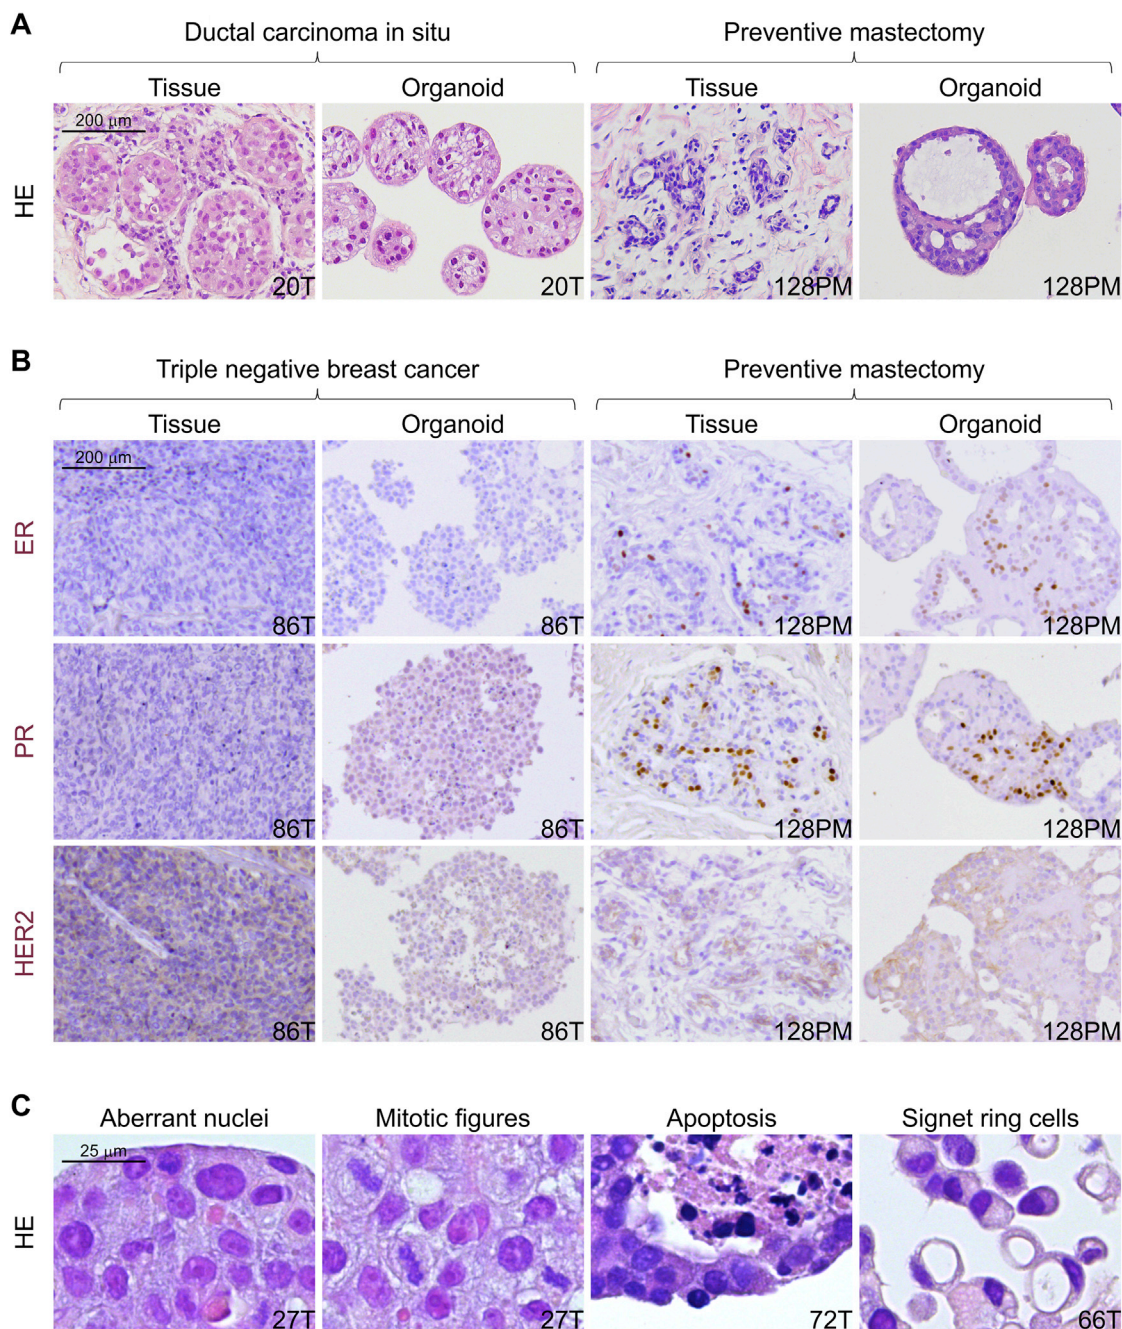 A
Ductal carcinoma in situ
Preventive mastectomy
Tissue
Organoid
Tissue
Organoid
HE
200 μm
20T
20T
128PM
128PM
B
Triple negative breast cancer
Preventive mastectomy
Tissue
Organoid
Tissue
Organoid
ER
200 μm
86T
86T
128PM
128PM
PR
86T
86T
128PM
128PM
HER2
86T
86T
128PM
128PM
C
Aberrant nuclei
Mitotic figures
Apoptosis
Signet ring cells
HE
25 μm
27T
27T
72T
66T